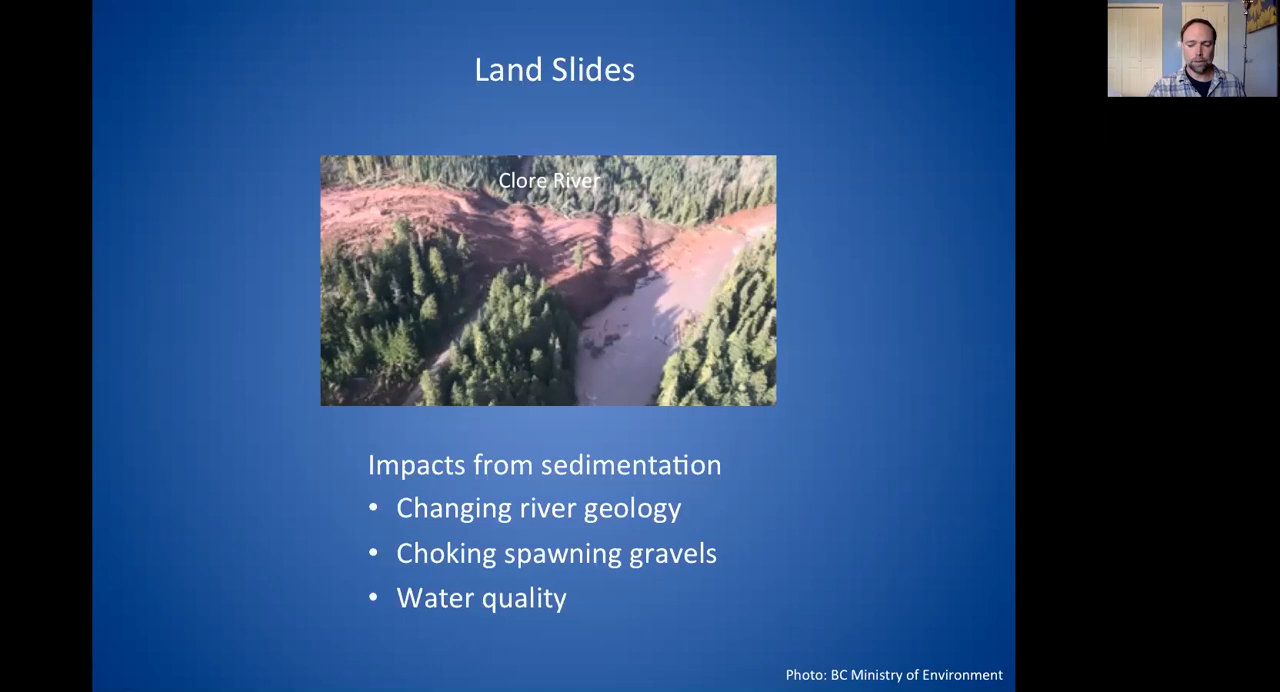 Land Slides
Clore River
Impacts from sedimentation
• Changing river geology
• Choking spawning gravels
• Water quality
Photo: BC Ministry of Environment